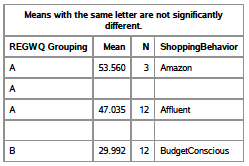 Means with the same letter are not significantly
different.
REGWQ Grouping Mean N ShoppingBehavior
A 53.560 3 Amazon
A
A 47.035 12 Affluent
B 29.992 12 BudgetConscious